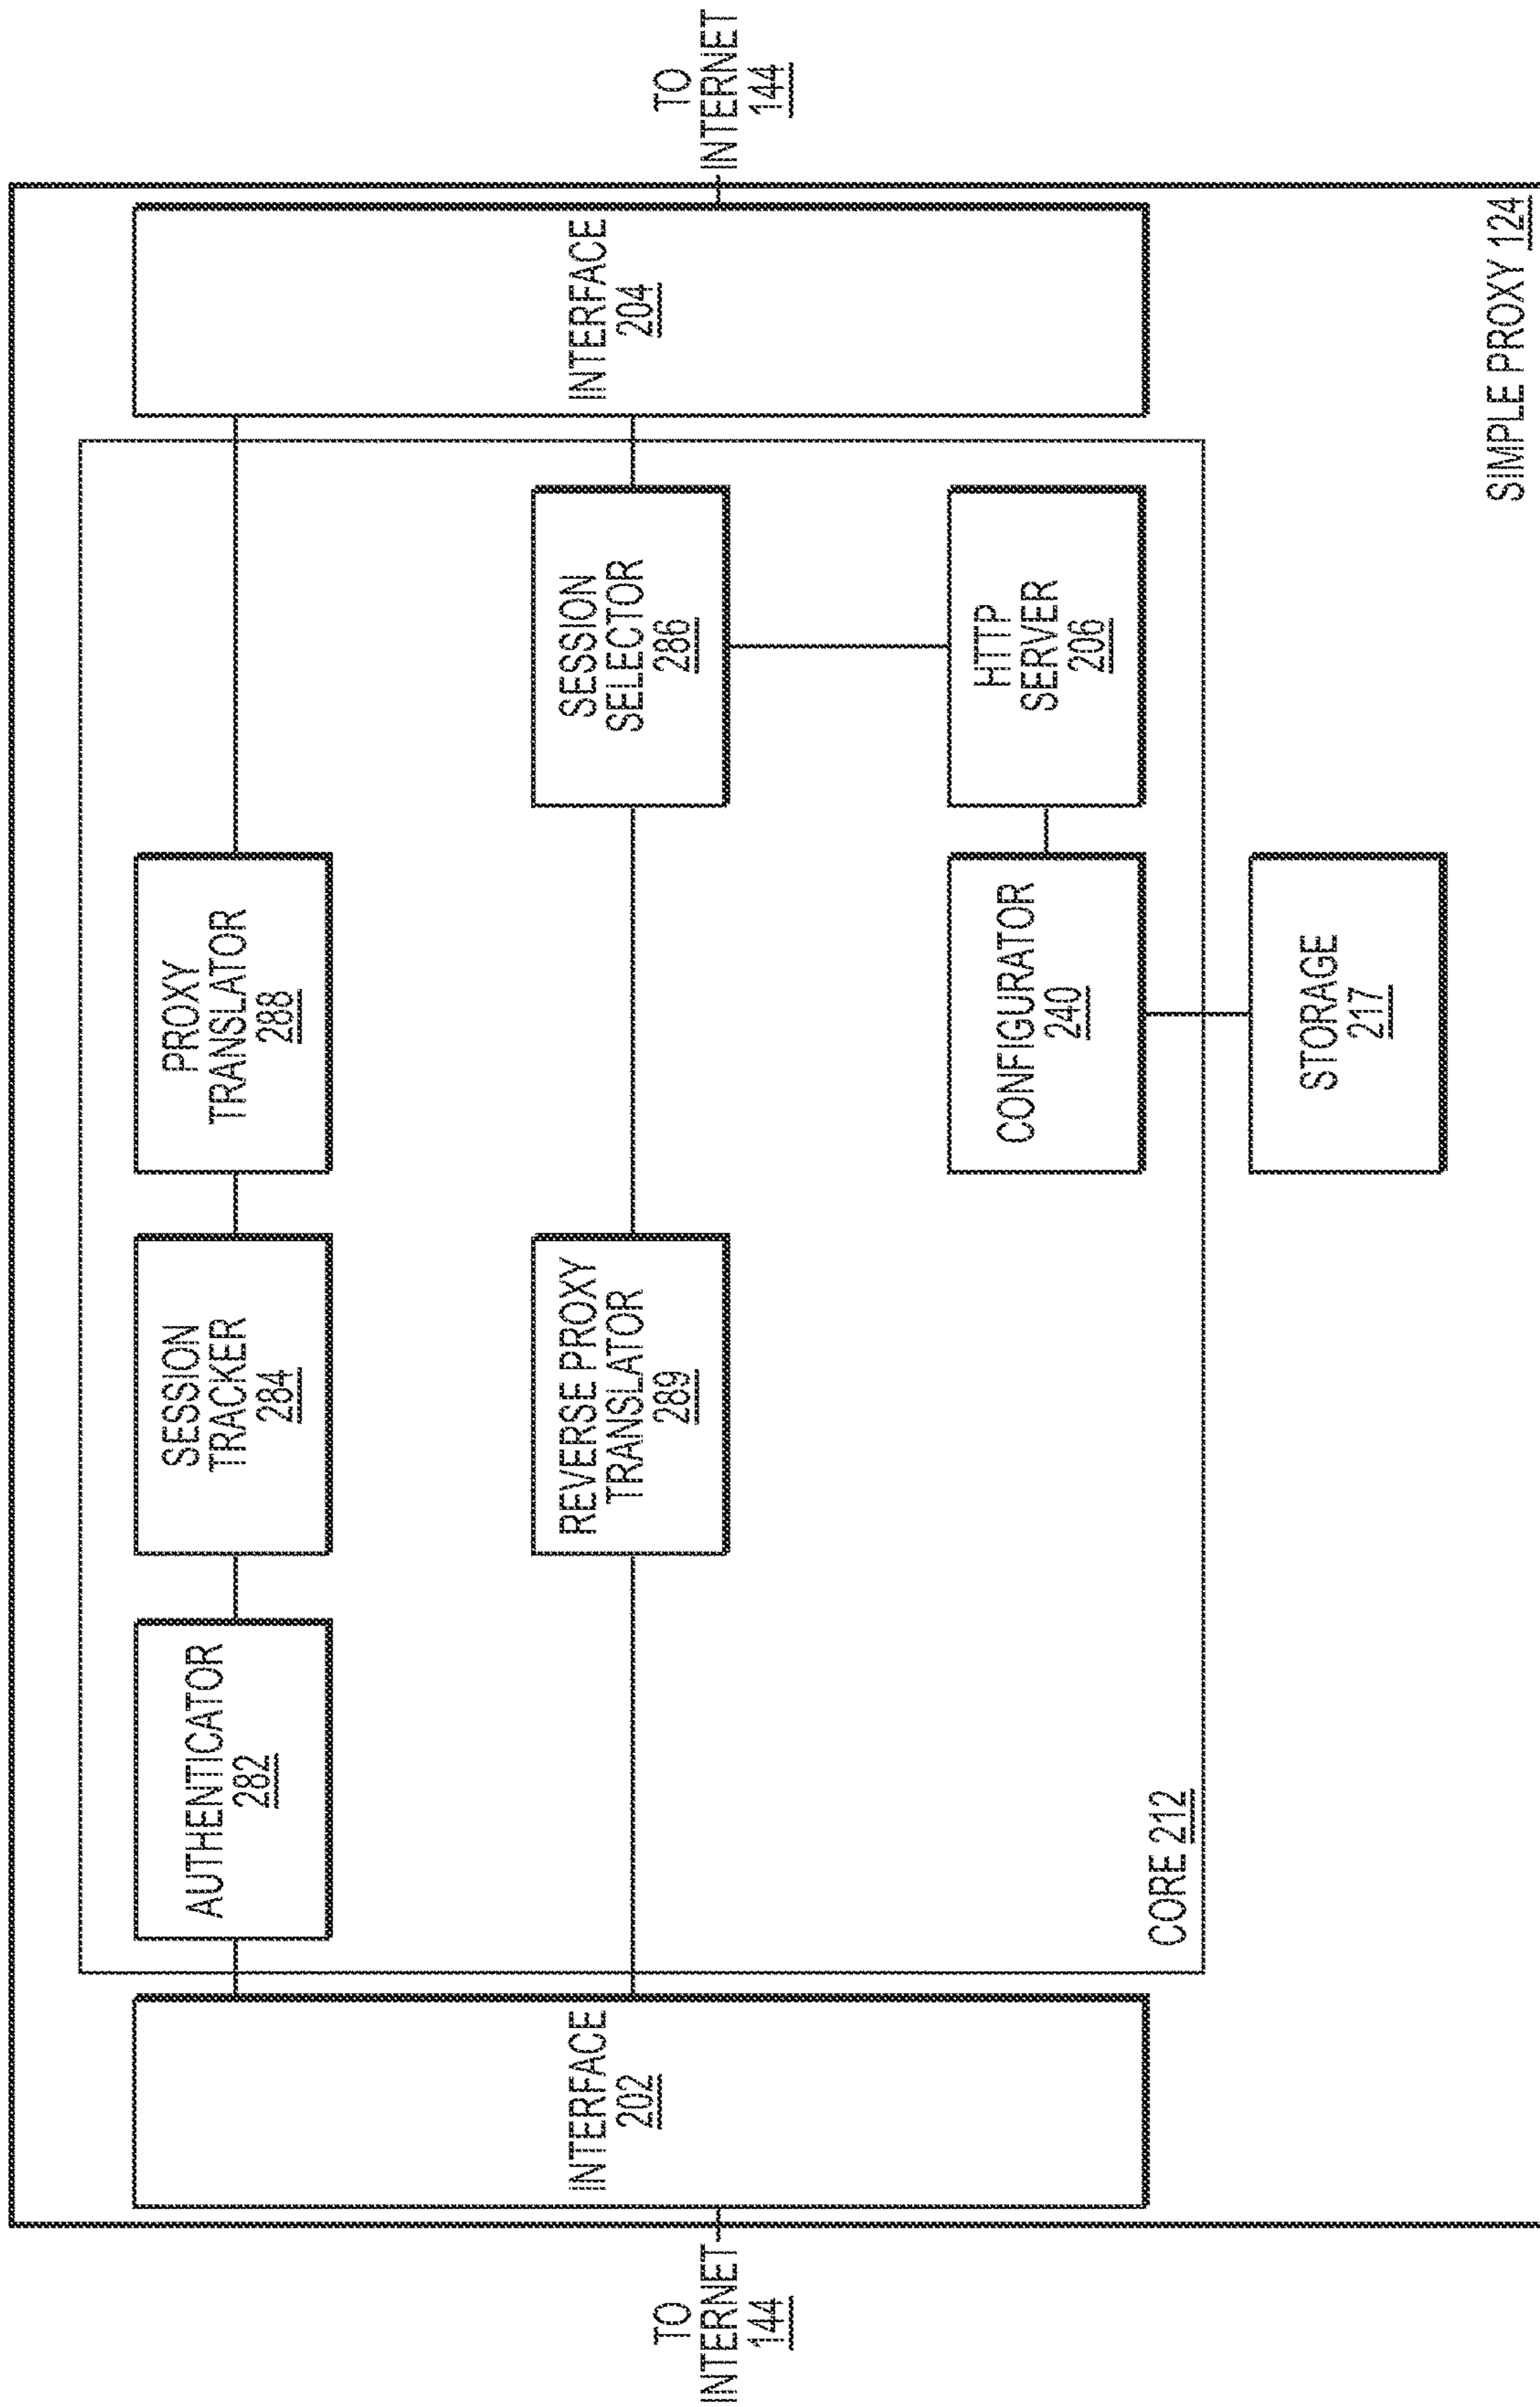 TO
INTERNET
144
INTERFACE
202
AUTHENTICATOR
282
SESSION
TRACKER
284
PROXY
TRANSLATOR
288
REVERSE PROXY
TRANSLATOR
289
SESSION
SELECTOR
286
CONFIGURATOR
240
HTTP
SERVER
206
CORE 212
STORAGE
217
INTERFACE
204
TO
INTERNET
144
SIMPLE PROXY 124